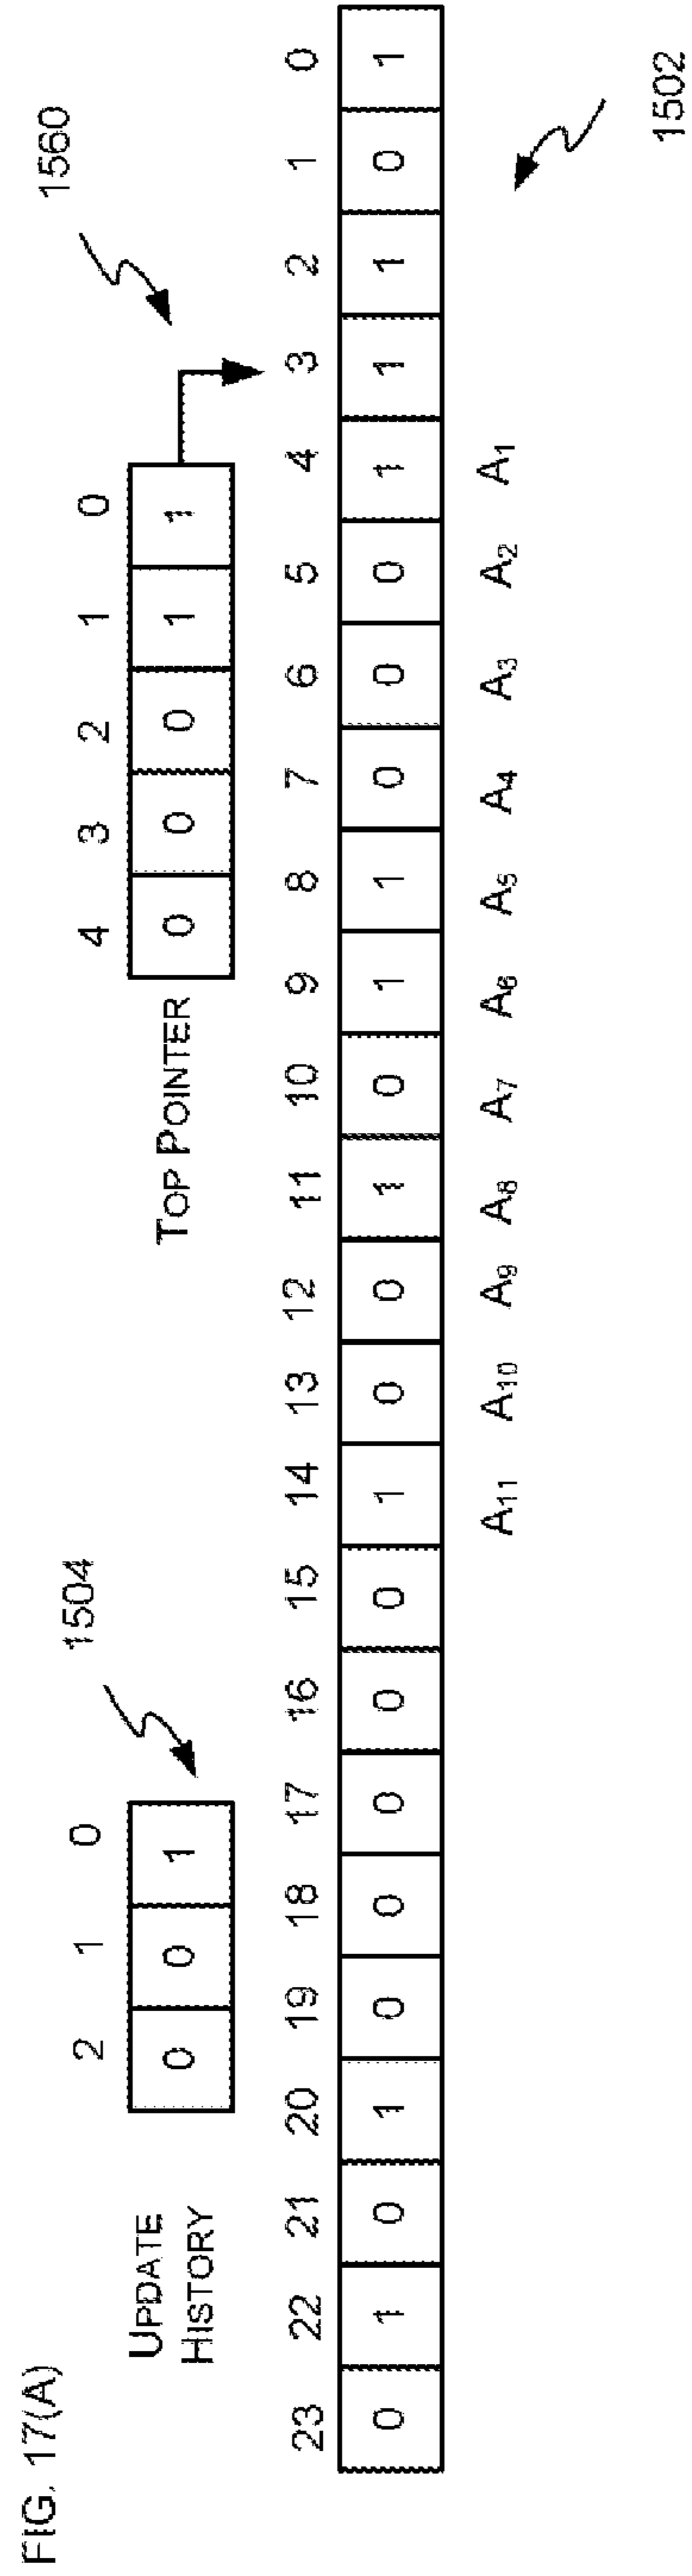 FIG. 17(A)
1560
1504
2 1 0
4 3 2 1 0
UPDATE
HISTORY
0 0 1
TOP POINTER
0 0 0 1 1
23 22 21 20 19 18 17 16 15 14 13 12 11 10 9 8 7 6 5 4 3 2 1 0
0 1 0 1 0 0 0 0 0 1 0 0 1 0 1 1 0 0 0 1 1 1 0 1
A₁₁ A₁₀ A₉ A₈ A₇ A₆ A₅ A₄ A₃ A₂ A₁
1502